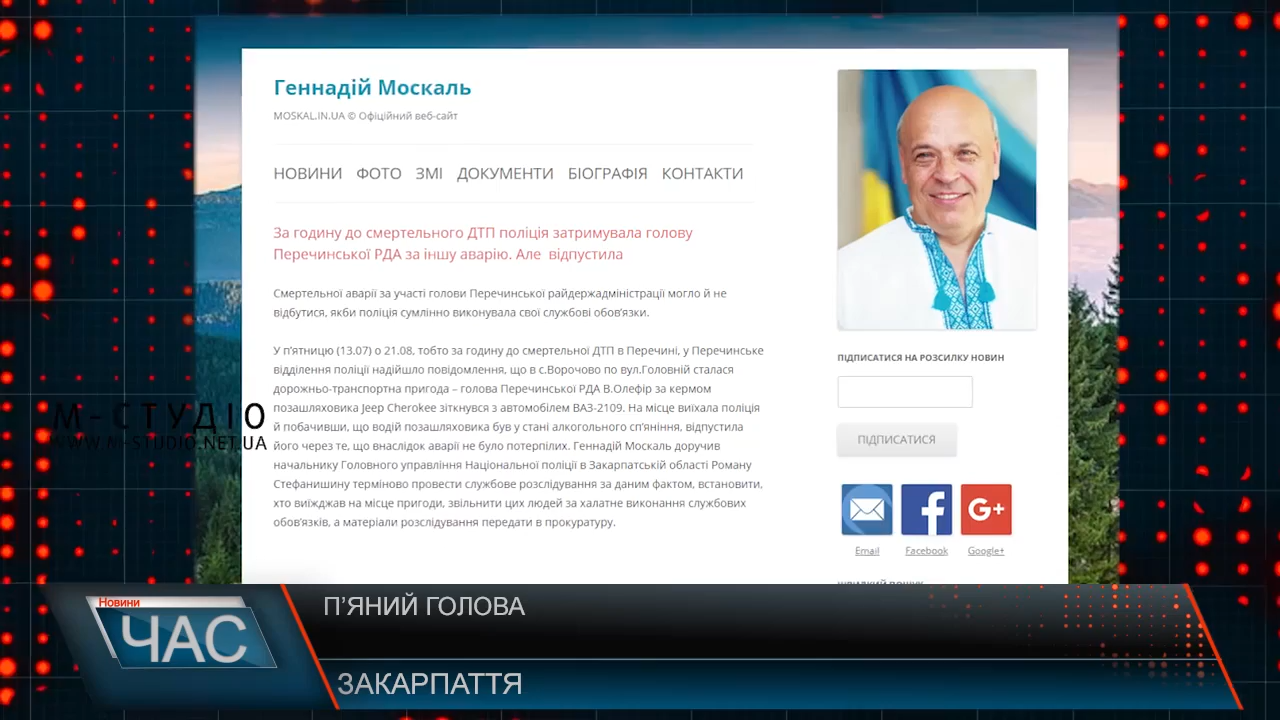 Геннадій Москаль
MOSKAL.IN.UA © Офіційний веб-сайт
НОВИНИ ФОТО ЗМІ ДОКУМЕНТИ БІОГРАФІЯ КОНТАКТИ
За годину до смертельного ДТП поліція затримувала голову
Перечинської РДА за іншу аварію. Але відпустила
Смертельної аварії за участі голови Перечинської райдержадміністрації могло й не
відбутися, якби поліція сумлінно виконувала свої службові обов'язки.
У п'ятницю (13.07) о 21.08, тобто за годину до смертельної ДТП в Перечині, у Перечинське
відділення поліції надійшло повідомлення, що в с.Ворочово по вул.Головній сталася
дорожньо-транспортна пригода – голова Перечинської РДА В.Олефір за кермом
позашляховика Jeep Cherokee зіткнувся з автомобілем ВАЗ-2109. На місце виїхала поліція
й побачивши, що водій позашляховика був у стані алкогольного сп'яніння, відпустила
його через те, що внаслідок аварії не було потерпілих. Геннадій Москаль доручив
начальнику Головного управління Національної поліції в Закарпатській області Роману
Стефанишину терміново провести службове розслідування за даним фактом, встановити,
хто виїжджав на місце пригоди, звільнити цих людей за халатне виконання службових
обов'язків, а матеріали розслідування передати в прокуратуру.
ПІДПИСАТИСЯ НА РОЗСИЛКУ НОВИН
ПІДПИСАТИСЯ
Email Facebook Google+
ШВИДКИЙ ПОШУК
М-СТУДІО
WWW.M-STUDIO.NET.UA
Новини
ЧАС
П’ЯНИЙ ГОЛОВА
ЗАКАРПАТТЯ